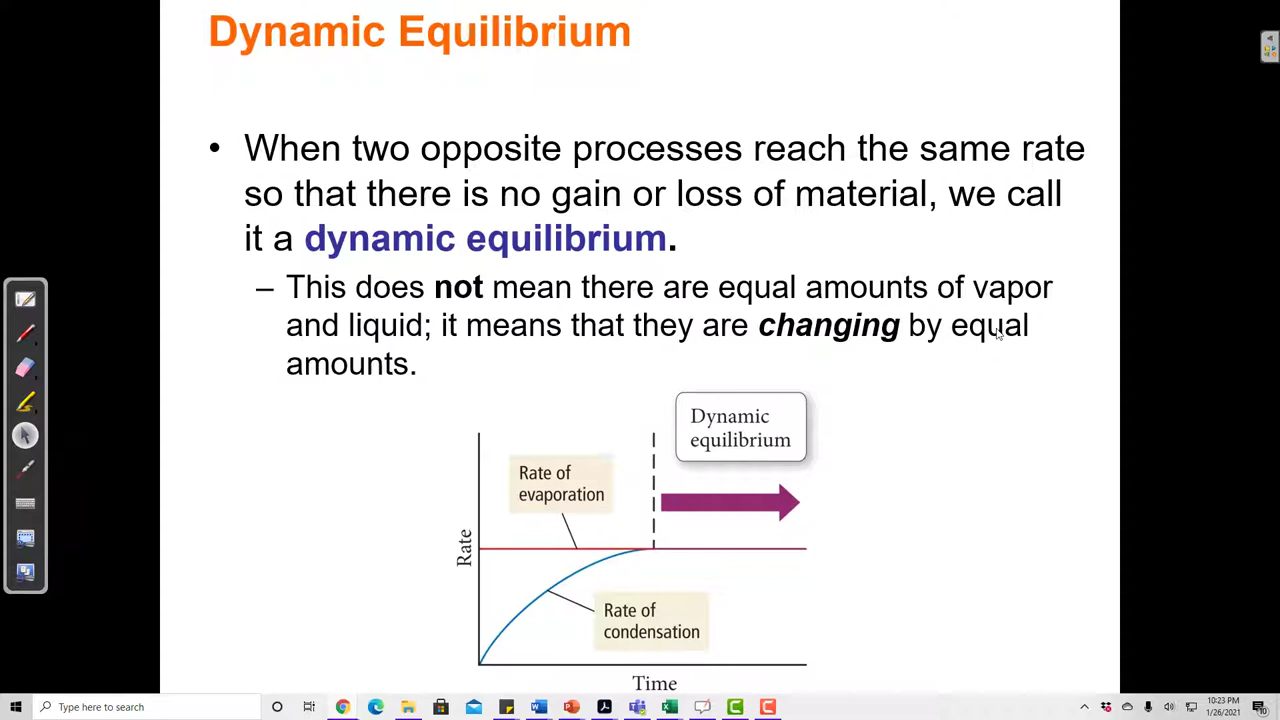 Dynamic Equilibrium
• When two opposite processes reach the same rate
so that there is no gain or loss of material, we call
it a dynamic equilibrium.
– This does not mean there are equal amounts of vapor
and liquid; it means that they are changing by equal
amounts.
Dynamic
equilibrium
Rate of
evaporation
Rate
Rate of
condensation
Time
Type here to search
10:23 PM
1/26/2021